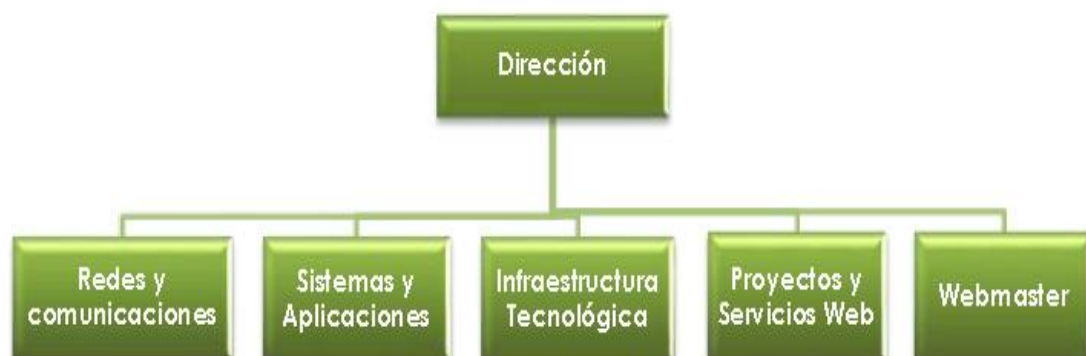 Dirección
Redes y
comunicaciones
Sistemas y
Aplicaciones
Infraestructura
Tecnológica
Proyectos y
Servicios Web
Webmaster